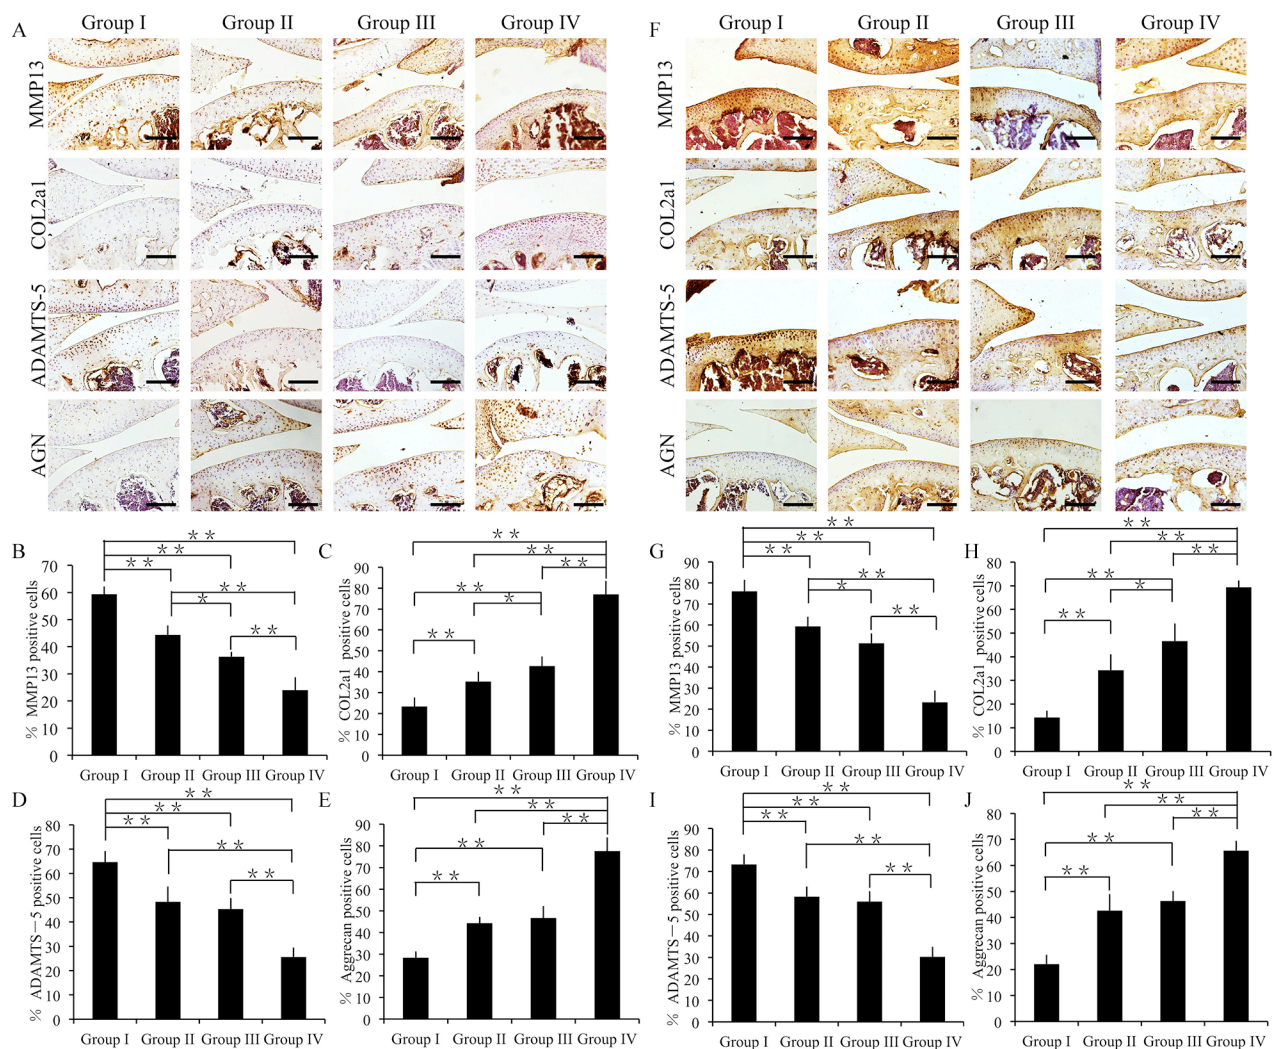 A
Group I
Group II
Group III
Group IV
MMP13
COL2a1
ADAMTS-5
AGN
F
Group I
Group II
Group III
Group IV
MMP13
COL2a1
ADAMTS-5
AGN
B
% MMP13 positive cells
70
60
50
40
30
20
10
0
** 
**
**
**
*
**
Group I
Group II
Group III
Group IV
C
% COL2a1 positive cells
90
80
70
60
50
40
30
20
10
0
**
**
**
**
*
**
Group I
Group II
Group III
Group IV
G
% MMP13 positive cells
90
80
70
60
50
40
30
20
10
0
**
**
**
**
*
**
Group I
Group II
Group III
Group IV
H
% COL2a1 positive cells
80
70
60
50
40
30
20
10
0
**
**
**
**
*
**
Group I
Group II
Group III
Group IV
D
% ADAMTS－5 positive cells
80
70
60
50
40
30
20
10
0
**
**
**
**
**
Group I
Group II
Group III
Group IV
E
% Aggrecan positive cells
90
80
70
60
50
40
30
20
10
0
**
**
**
**
**
Group I
Group II
Group III
Group IV
I
% ADAMTS－5 positive cells
90
80
70
60
50
40
30
20
10
0
**
**
**
**
**
Group I
Group II
Group III
Group IV
J
% Aggrecan positive cells
80
70
60
50
40
30
20
10
0
**
**
**
**
**
Group I
Group II
Group III
Group IV